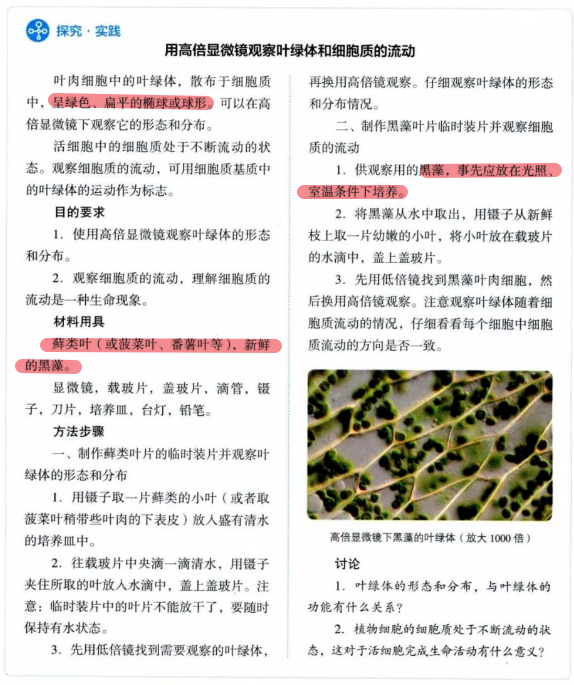 探究·实践
用高倍显微镜观察叶绿体和细胞质的流动
叶肉细胞中的叶绿体，散布于细胞质
中，呈绿色、扁平的椭球或球形。可以在高
倍显微镜下观察它的形态和分布。
活细胞中的细胞质处于不断流动的
状态。观察细胞质的流动，可用细胞质基质中
的叶绿体的运动作为标志。
目的要求
1．使用高倍显微镜观察叶绿体的形态
和分布。
2．观察细胞质的流动，理解细胞质的
流动是一种生命现象。
材料用具
藓类叶（或菠菜叶、番薯叶等），新鲜
的黑藻。
显微镜，载玻片，盖玻片，滴管，镊
子，刀片，培养皿，台灯，铅笔。
方法步骤
一、制作藓类叶片的临时装片并观察叶
绿体的形态和分布
1．用镊子取一片藓类的小叶（或者取
菠菜叶稍带些叶肉的下表皮）放入盛有清水
的培养皿中。
2．往载玻片中央滴一滴清水，用镊子
夹住所取的叶放入水滴中，盖上盖玻片。注
意：临时装片中的叶片不能放干了，要随时
保持有水状态。
3．先用低倍镜找到需要观察的叶绿体，
再换用高倍镜观察。仔细观察叶绿体的形态
和分布情况。
二、制作黑藻叶片临时装片并观察细胞
质的流动
1．供观察用的黑藻，事先应放在光照、
室温条件下培养。
2．将黑藻从水中取出，用镊子从新鲜
枝上取一片幼嫩的小叶，将小叶放在载玻片
的水滴中，盖上盖玻片。
3．先用低倍镜找到黑藻叶肉细胞，然
后换用高倍镜观察。注意观察叶绿体随着细
胞质流动的情况，仔细看看每个细胞中细胞
质流动的方向是否一致。
高倍显微镜下黑藻的叶绿体（放大 1000 倍）
讨论
1．叶绿体的形态和分布，与叶绿体的
功能有什么关系？
2．植物细胞的细胞质处于不断流动的状
态，这对于活细胞完成生命活动有什么意义？